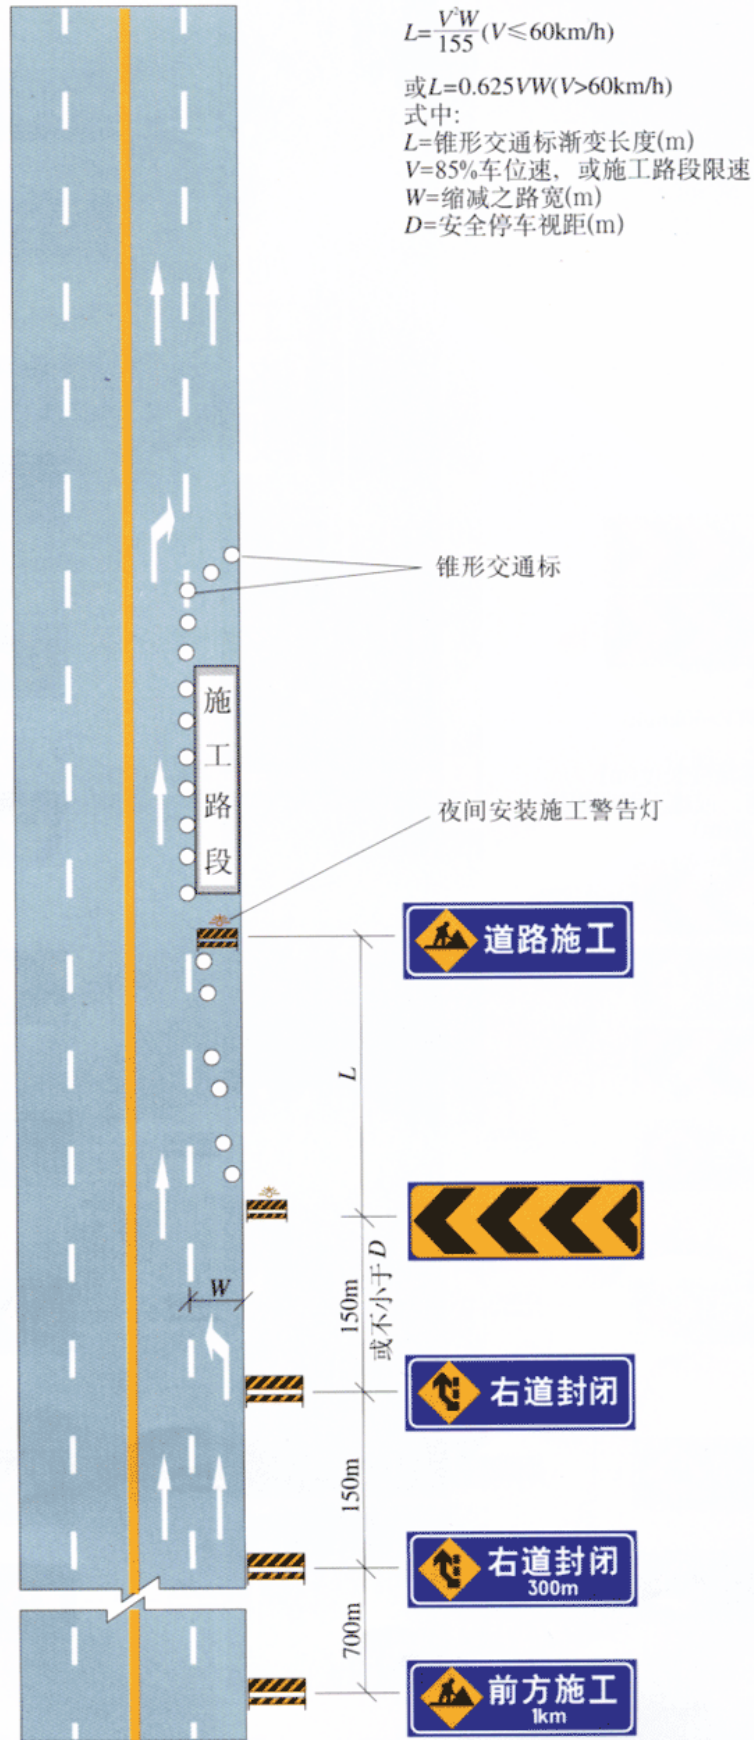 L=V²W/155(V≤60km/h)
或L=0.625VW(V>60km/h)
式中:
L=锥形交通标渐变长度(m)
V=85%车位速，或施工路段限速
W=缩减之路宽(m)
D=安全停车视距(m)
锥形交通标
施工路段
夜间安装施工警告灯
道路施工
L
W
150m
或不小于D
右道封闭
150m
右道封闭
300m
700m
前方施工
1km